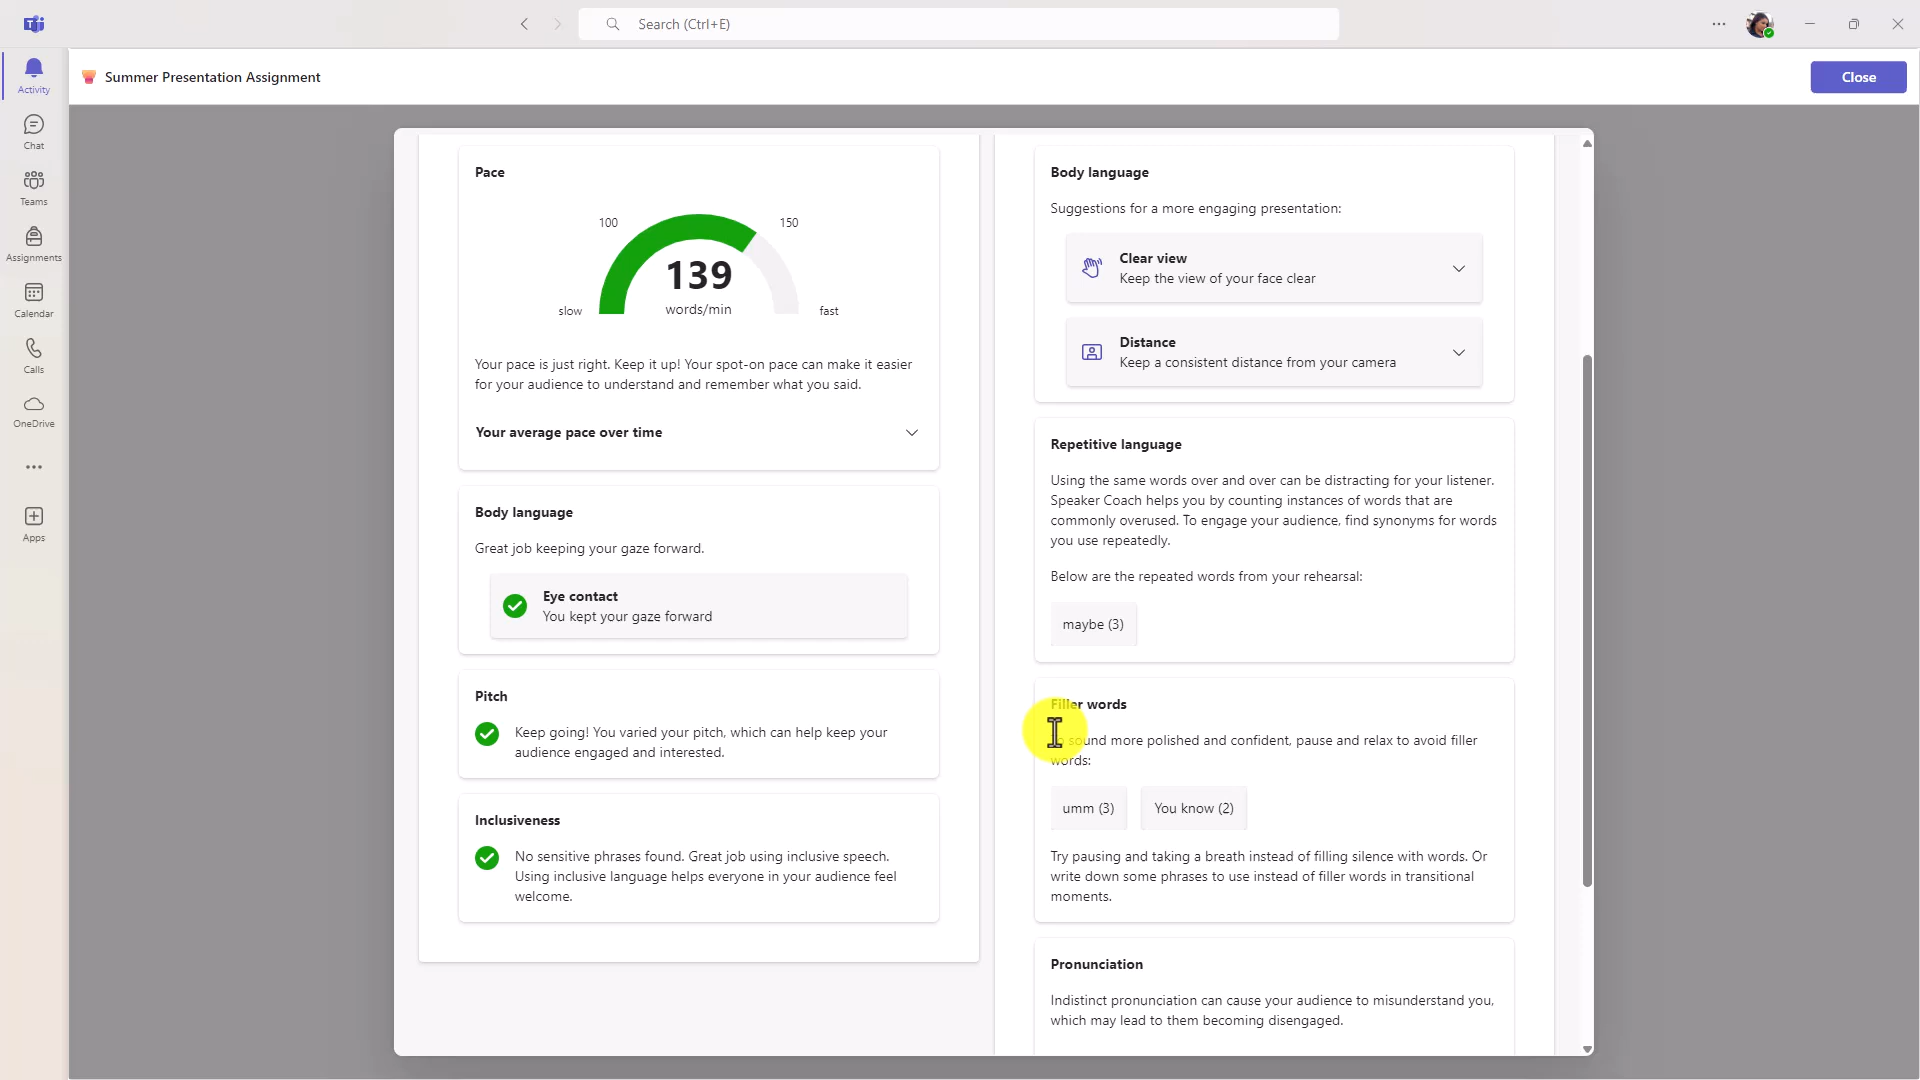 Search (Ctrl+E)
Activity
Chat
Teams
Assignments
Calendar
Calls
OneDrive
Apps
Summer Presentation Assignment
Close
Pace
100
150
139
words/min
slow
fast
Your pace is just right. Keep it up! Your spot-on pace can make it easier
for your audience to understand and remember what you said.
Your average pace over time
Body language
Great job keeping your gaze forward.
Eye contact
You kept your gaze forward
Pitch
Keep going! You varied your pitch, which can help keep your
audience engaged and interested.
Inclusiveness
No sensitive phrases found. Great job using inclusive speech.
Using inclusive language helps everyone in your audience feel
welcome.
Body language
Suggestions for a more engaging presentation:
Clear view
Keep the view of your face clear
Distance
Keep a consistent distance from your camera
Repetitive language
Using the same words over and over can be distracting for your listener.
Speaker Coach helps you by counting instances of words that are
commonly overused. To engage your audience, find synonyms for words
you use repeatedly.
Below are the repeated words from your rehearsal:
maybe (3)
Filler words
To sound more polished and confident, pause and relax to avoid filler
words:
umm (3)
You know (2)
Try pausing and taking a breath instead of filling silence with words. Or
write down some phrases to use instead of filler words in transitional
moments.
Pronunciation
Indistinct pronunciation can cause your audience to misunderstand you,
which may lead to them becoming disengaged.